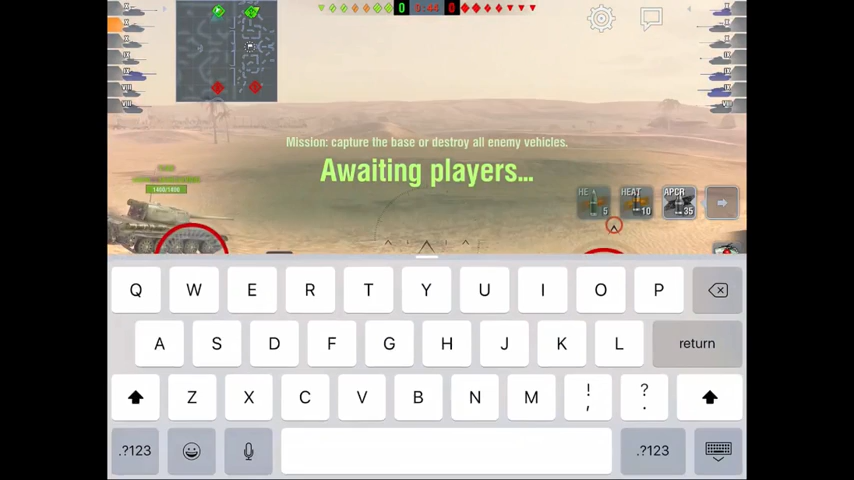 0 0:44 0
Mission: capture the base or destroy all enemy vehicles.
Awaiting players...
HE HEAT APCR
5 10 35
1400/1800
Q W E R T Y U I O P
A S D F G H J K L return
Z X C V B N M ! , ? .
.?123 .?123